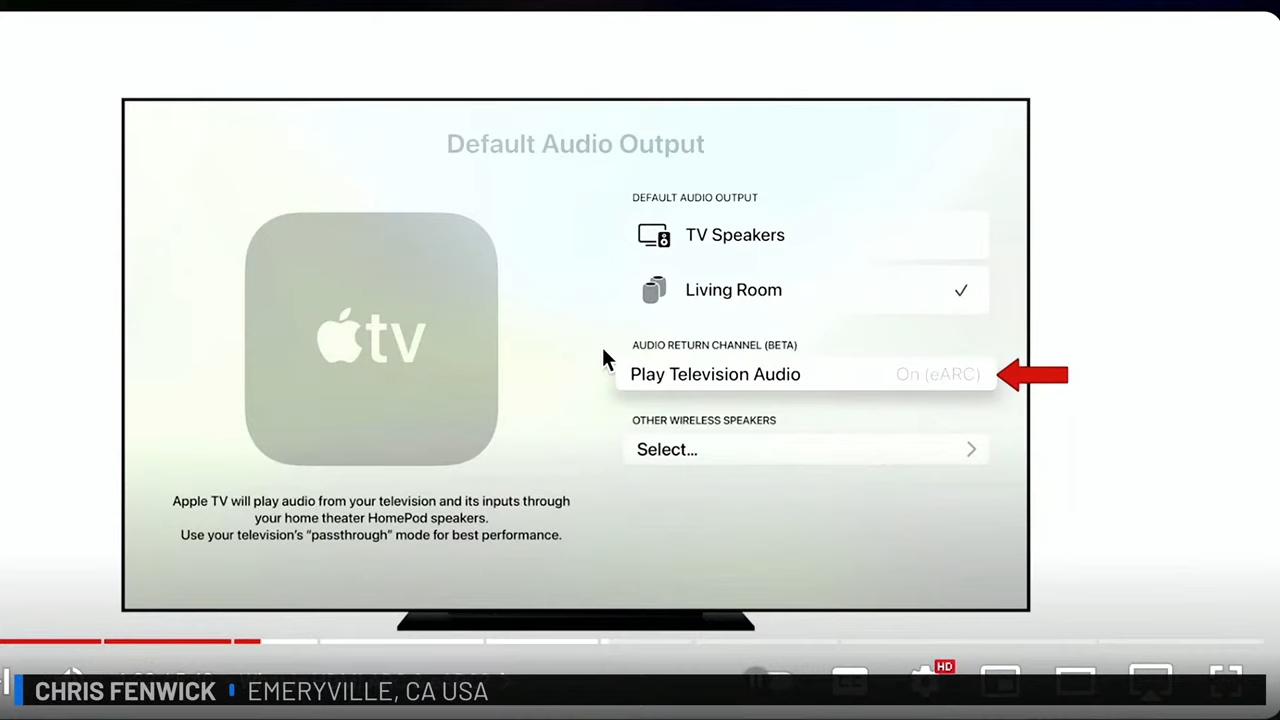 Default Audio Output
DEFAULT AUDIO OUTPUT
TV Speakers
Living Room
AUDIO RETURN CHANNEL (BETA)
Play Television Audio On (eARC)
OTHER WIRELESS SPEAKERS
Select...
tv
Apple TV will play audio from your television and its inputs through
your home theater HomePod speakers.
Use your television's “passthrough” mode for best performance.
HD
CHRIS FENWICK EMERYVILLE, CA USA